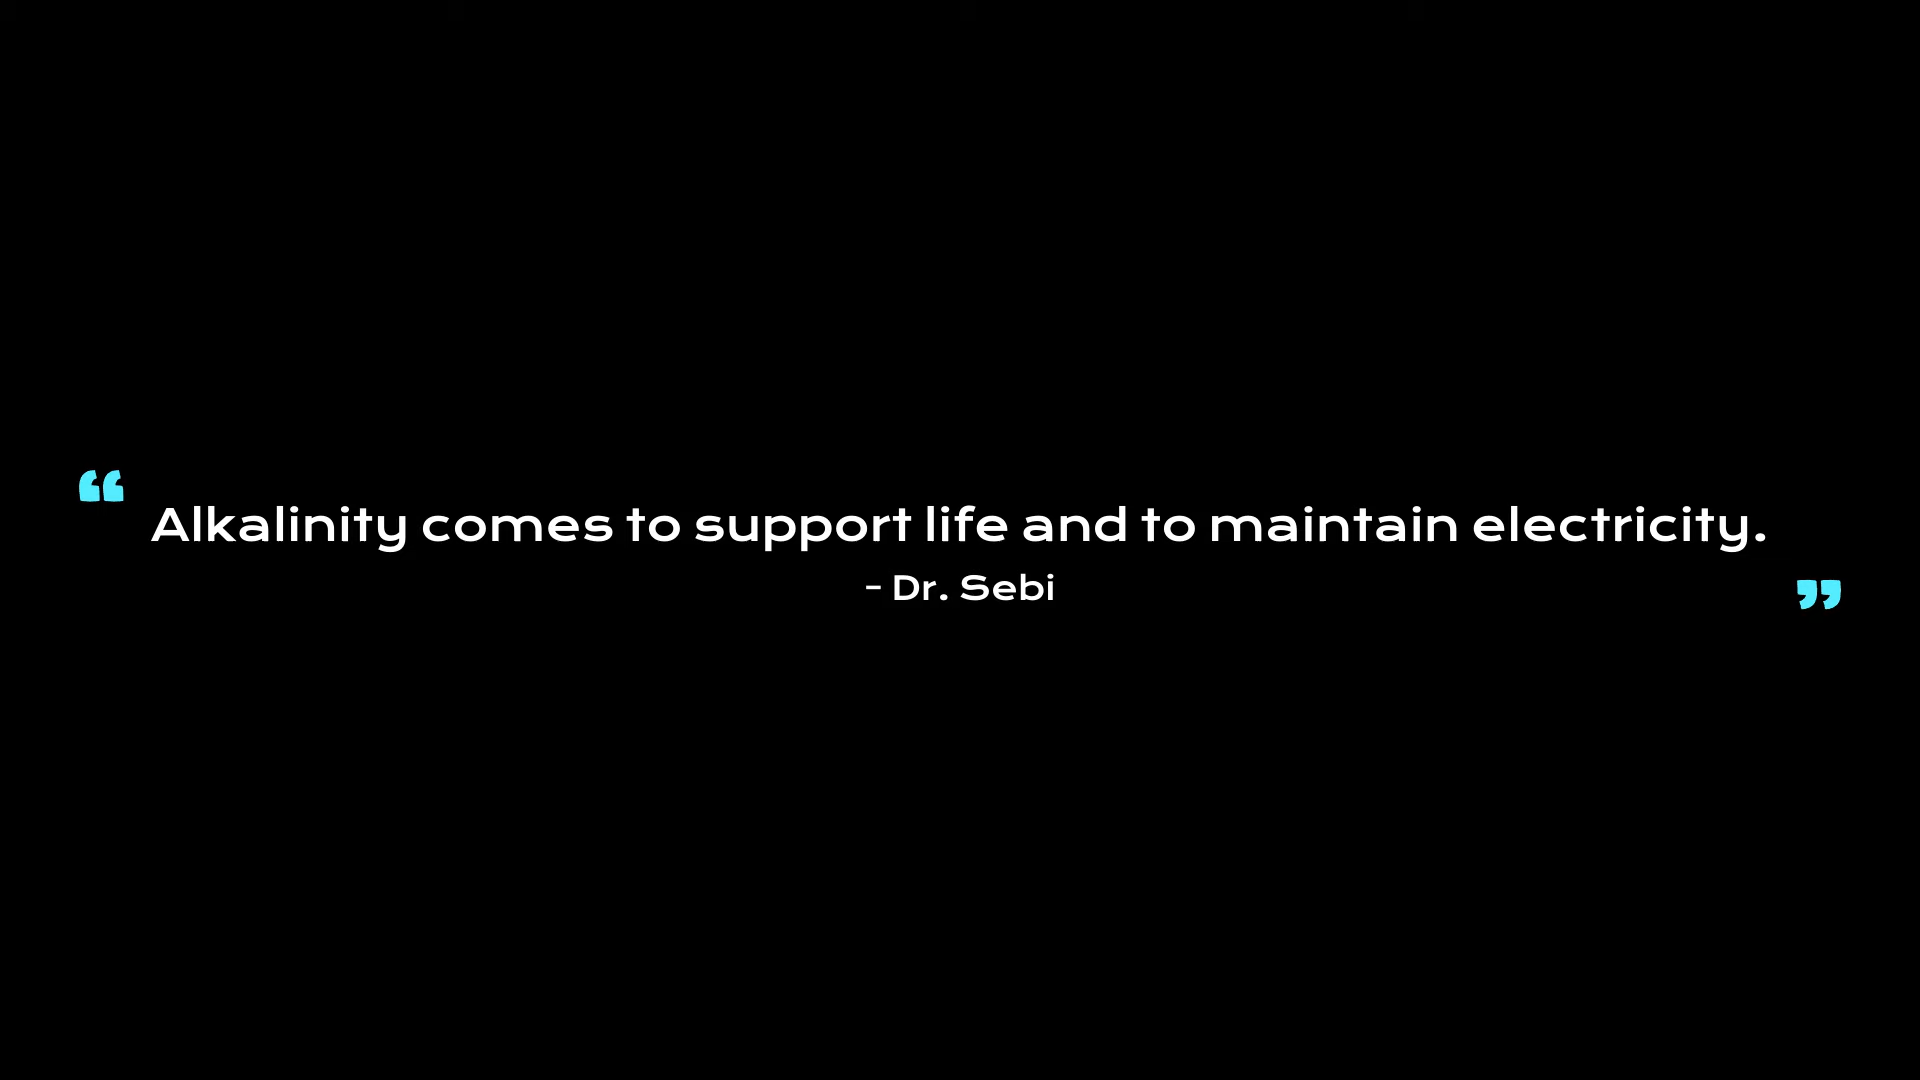 “Alkalinity comes to support life and to maintain electricity.
- Dr. Sebi”